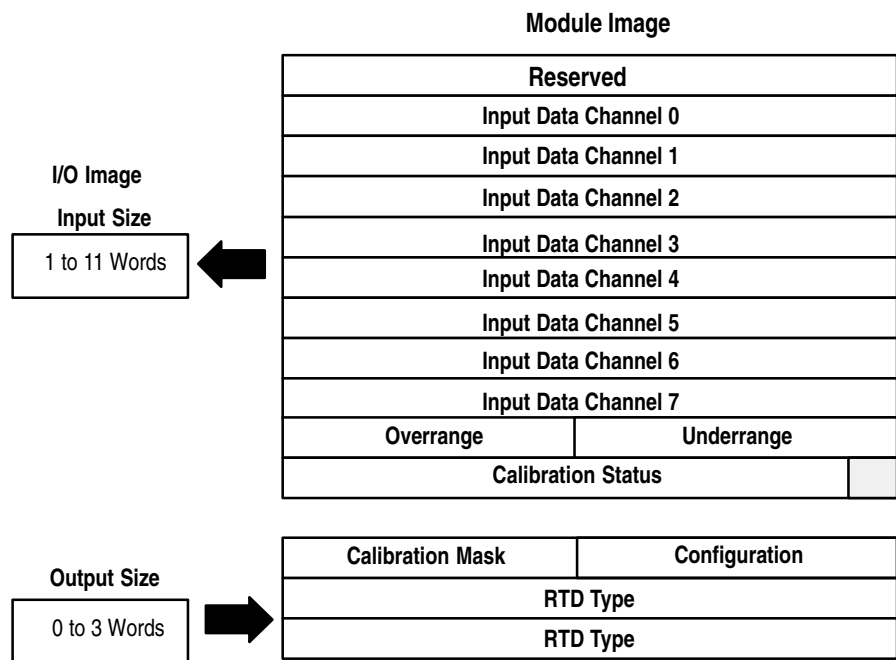 Module Image
Reserved
Input Data Channel 0
Input Data Channel 1
I/O Image
Input Data Channel 2
Input Size
1 to 11 Words
Input Data Channel 3
Input Data Channel 4
Input Data Channel 5
Input Data Channel 6
Input Data Channel 7
Overrange Underrange
Calibration Status
Calibration Mask Configuration
Output Size
RTD Type
0 to 3 Words
RTD Type